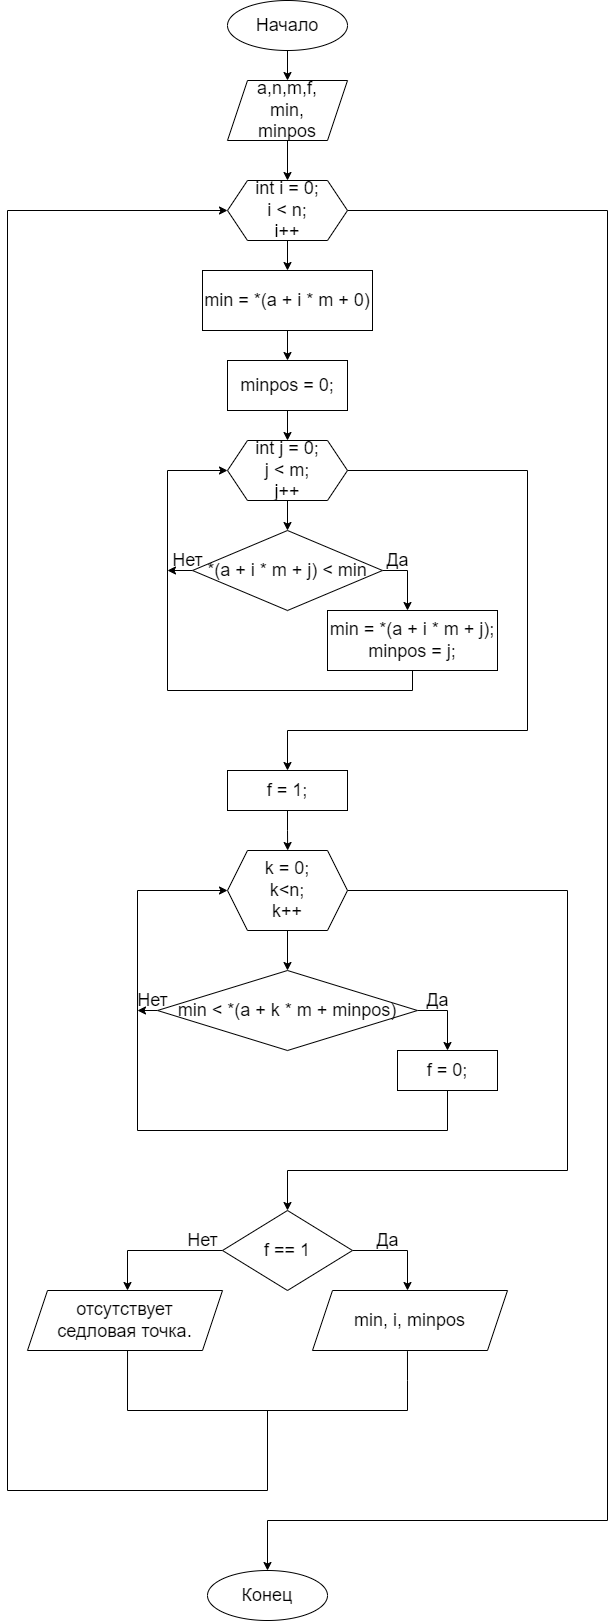 Начало
a,n,m,f,
min,
minpos
int i = 0;
i < n;
i++
min = *(a + i * m + 0)
minpos = 0;
int j = 0;
j < m;
j++
Нет
*(a + i * m + j) < min
Да
min = *(a + i * m + j);
minpos = j;
f = 1;
k = 0;
k<n;
k++
Нет
min < *(a + k * m + minpos)
Да
f = 0;
Нет
f == 1
Да
отсутствует
седловая точка.
min, i, minpos
Конец